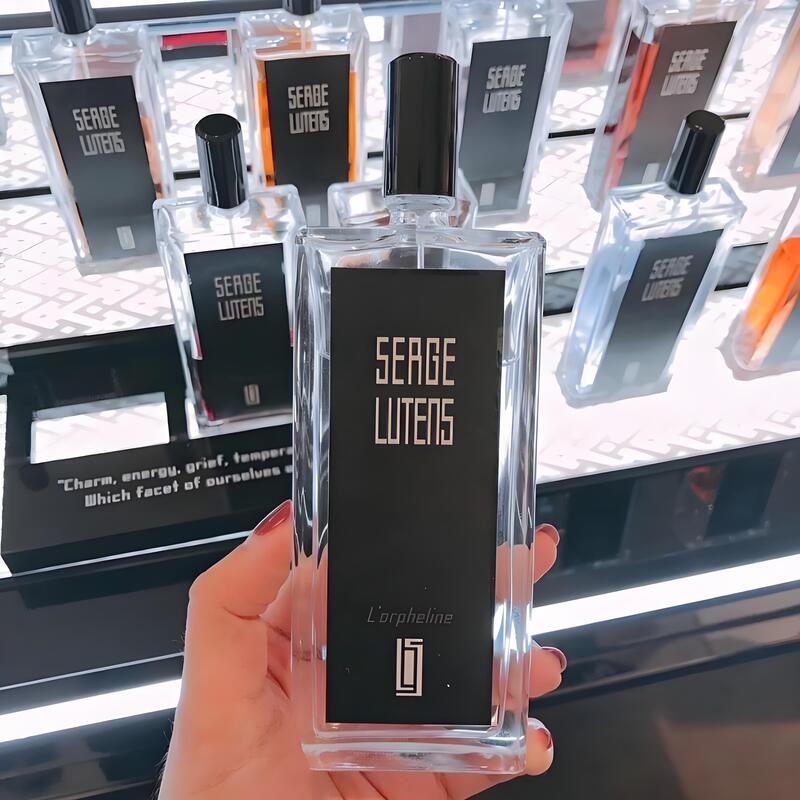 SERGE
LUTENS
SERGE
LUTENS
SERGE
LUTENS
SERGE
LUTENS
SERGE
LUTENS
SERGE
LUTENS
SERGE
LUTENS
L'orpheline
"Charm, energy, grief,
Which facet of ourselves